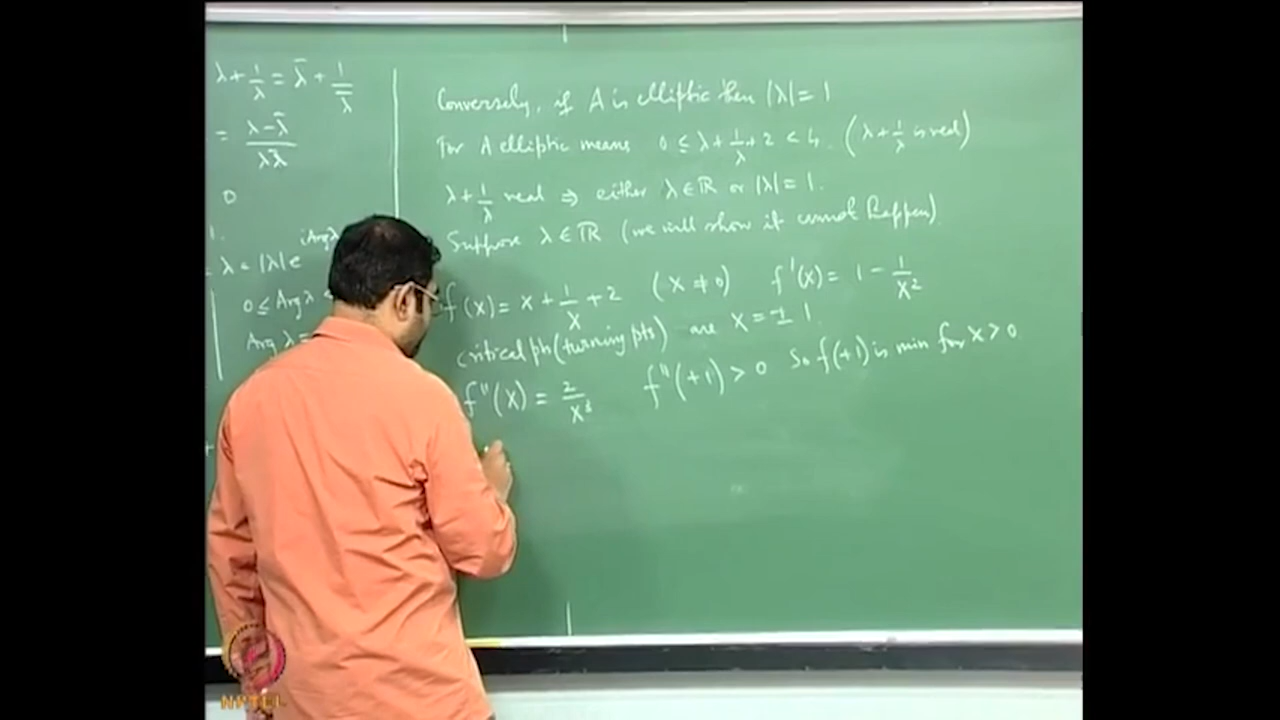 λ + 1/λ = λ̄ + 1/λ̄
= (λ - λ̄)/(λλ̄)
0
λ = |λ| e^{i Arg λ
0 ≤ Arg λ <
Arg λ =
Conversely, if A is elliptic then |λ| = 1
For A elliptic means 0 ≤ λ + 1/λ + 2 < 4. (λ + 1/λ is real)
λ + 1/λ real ⇒ either λ ∈ ℝ or |λ| = 1.
Suppose λ ∈ ℝ (we will show it cannot happen)
f(x) = x + 1/x + 2 (x ≠ 0) f'(x) = 1 - 1/x²
critical pts (turning pts) are x = ± 1.
f''(x) = 2/x³ f''(+1) > 0 So f(+1) is min for x > 0
NPTEL